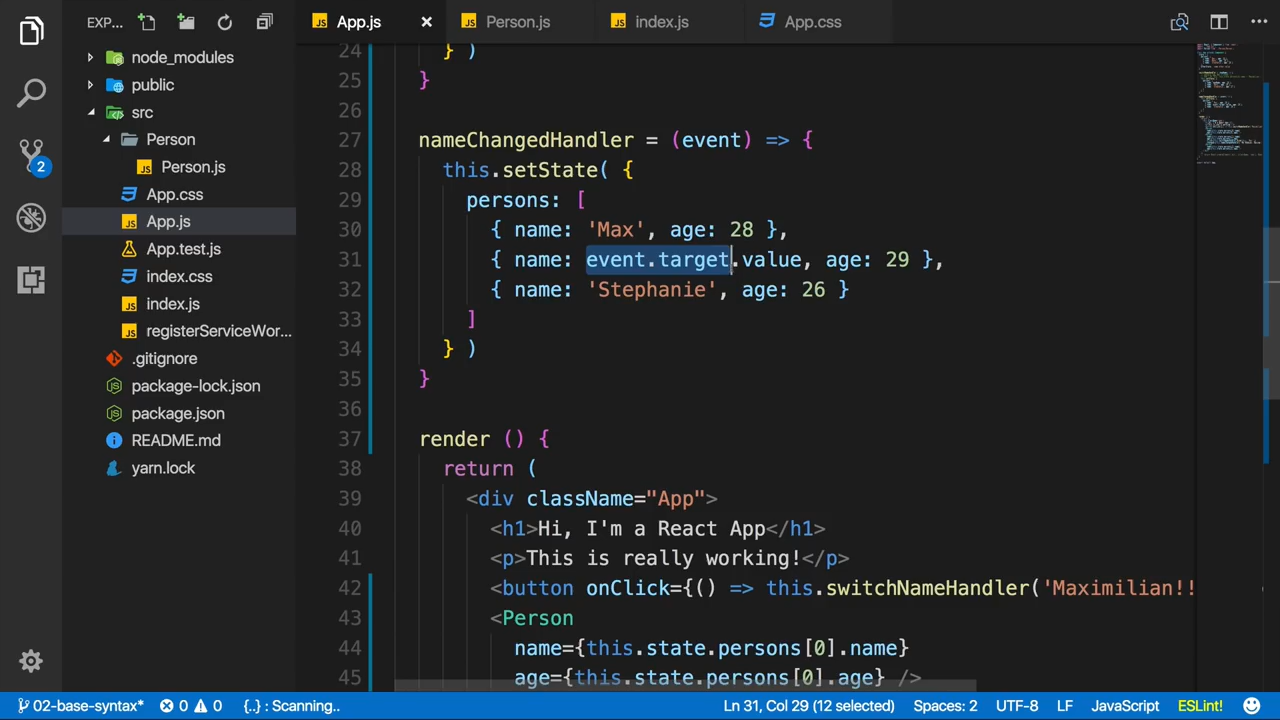 EXP...
App.js
Person.js
index.js
App.css
node_modules
public
src
Person
Person.js
App.css
App.js
App.test.js
index.css
index.js
registerServiceWor...
.gitignore
package-lock.json
package.json
README.md
yarn.lock
2
24 } )
25 }
26
27 nameChangedHandler = (event) => {
28 this.setState( {
29 persons: [
30 { name: 'Max', age: 28 },
31 { name: event.target.value, age: 29 },
32 { name: 'Stephanie', age: 26 }
33 ]
34 } )
35 }
36
37 render () {
38 return (
39 <div className="App">
40 <h1>Hi, I'm a React App</h1>
41 <p>This is really working!</p>
42 <button onClick={() => this.switchNameHandler('Maximilian!!
43 <Person
44 name={this.state.persons[0].name}
45 age={this.state.persons[0].age} />
02-base-syntax* 0 0 {..} : Scanning.. Ln 31, Col 29 (12 selected) Spaces: 2 UTF-8 LF JavaScript ESLint!